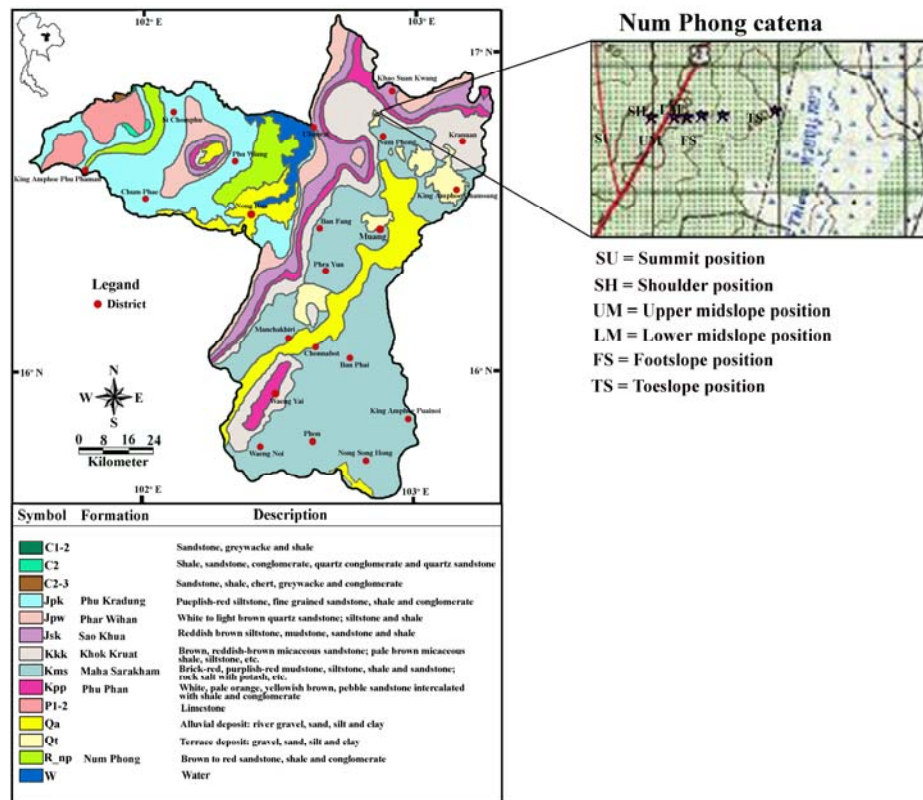 102° E
103° E
17° N
Num Phong catena
Khao Suan Kwang
Si Chomphu
Kranuan
Nam Phong
Phu Wiang
King Amphoe Phu Phaman
Chum Phae
Ban Fang
Muang
Phra Yun
Legand
District
Manchakhiri
Chonnabot
Ban Phai
16° N
16° N
Waeng Yai
King Amphoe Puainoi
Phon
Waeng Noi
Nong Song Hong
N
W E
S
0 8 16 24
Kilometer
102° E
103° E
SH
LM
TS
SU
UM
FS
SU = Summit position
SH = Shoulder position
UM = Upper midslope position
LM = Lower midslope position
FS = Footslope position
TS = Toeslope position
Symbol Formation Description
C1-2 Sandstone, greywacke and shale
C2 Shale, sandstone, conglomerate, quartz conglomerate and quartz sandstone
C2-3 Sandstone, shale, chert, greywacke and conglomerate
Jpk Phu Kradung Pueplish-red siltstone, fine grained sandstone, shale and conglomerate
Jpw Phar Wihan White to light brown quartz sandstone; siltstone and shale
Jsk Sao Khua Reddish brown siltstone, mudstone, sandstone and shale
Kkk Khok Kruat Brown, reddish-brown micaceous sandstone; pale brown micaceous
shale, siltstone, etc.
Kms Maha Sarakham Brick-red, purplish-red mudstone, siltstone, shale and sandstone;
rock salt with potash, etc.
Kpp Phu Phan White, pale orange, yellowish brown, pebble sandstone intercalated
with shale and conglomerate
P1-2 Limestone
Qa Alluvial deposit: river gravel, sand, silt and clay
Qt Terrace deposit: gravel, sand, silt and clay
R_np Num Phong Brown to red sandstone, shale and conglomerate
W Water